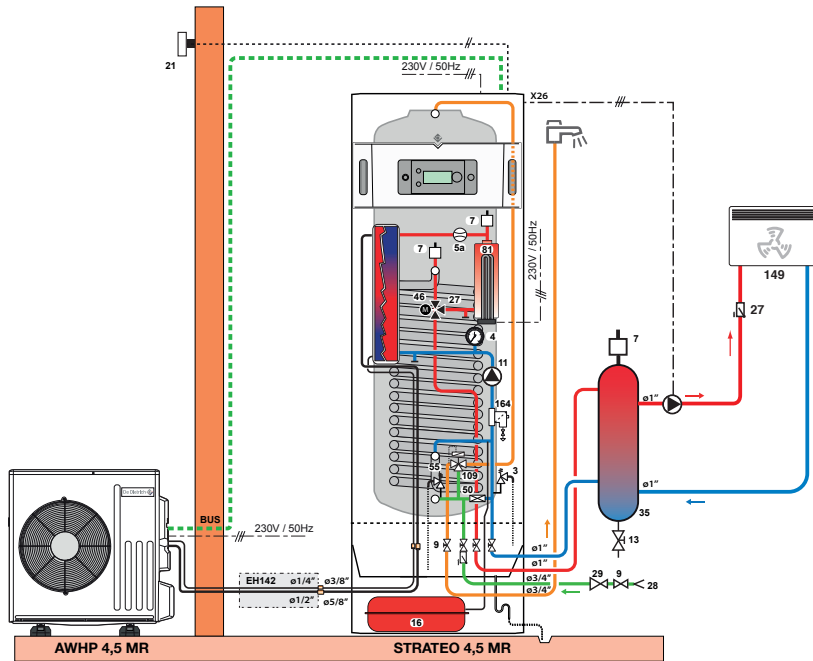 21
230V / 50Hz
X26
7
5a
81
7
46
27
M
230V / 50Hz
4
11
164
55
109
3
50
9
149
27
7
ø1"
ø1"
35
13
De Dietrich
BUS
230V / 50Hz
ø1"
ø1"
ø3/4"
ø3/4"
29
9
28
EH142
ø1/4"
ø3/8"
ø1/2"
ø5/8"
16
AWHP 4,5 MR
STRATEO 4,5 MR